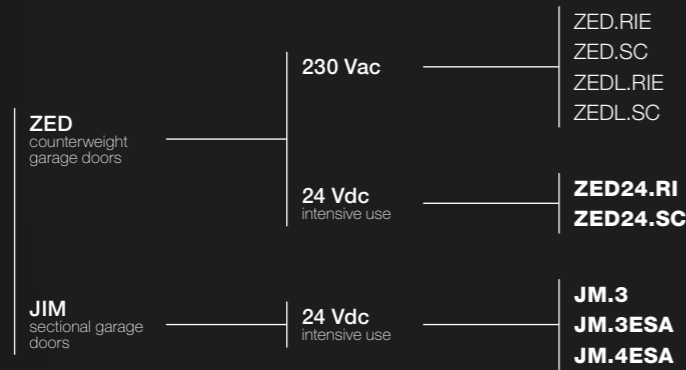 ZED
counterweight
garage doors
230 Vac
ZED.RIE
ZED.SC
ZEDL.RIE
ZEDL.SC
24 Vdc
intensive use
ZED24.RI
ZED24.SC
JIM
sectional garage
doors
24 Vdc
intensive use
JM.3
JM.3ESA
JM.4ESA